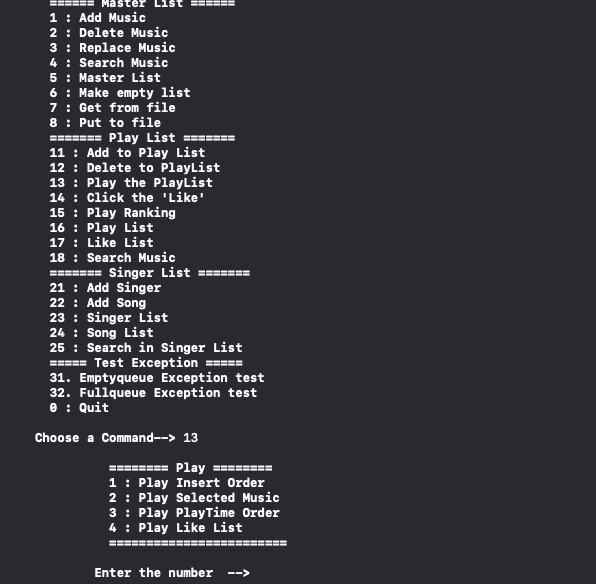 ====== Master List ======
1 : Add Music
2 : Delete Music
3 : Replace Music
4 : Search Music
5 : Master List
6 : Make empty list
7 : Get from file
8 : Put to file
======= Play List =======
11 : Add to Play List
12 : Delete to PlayList
13 : Play the PlayList
14 : Click the 'Like'
15 : Play Ranking
16 : Play List
17 : Like List
18 : Search Music
======= Singer List =======
21 : Add Singer
22 : Add Song
23 : Singer List
24 : Song List
25 : Search in Singer List
===== Test Exception =====
31. Emptyqueue Exception test
32. Fullqueue Exception test
0 : Quit
Choose a Command--> 13
======== Play ========
1 : Play Insert Order
2 : Play Selected Music
3 : Play PlayTime Order
4 : Play Like List
========================
Enter the number  -->